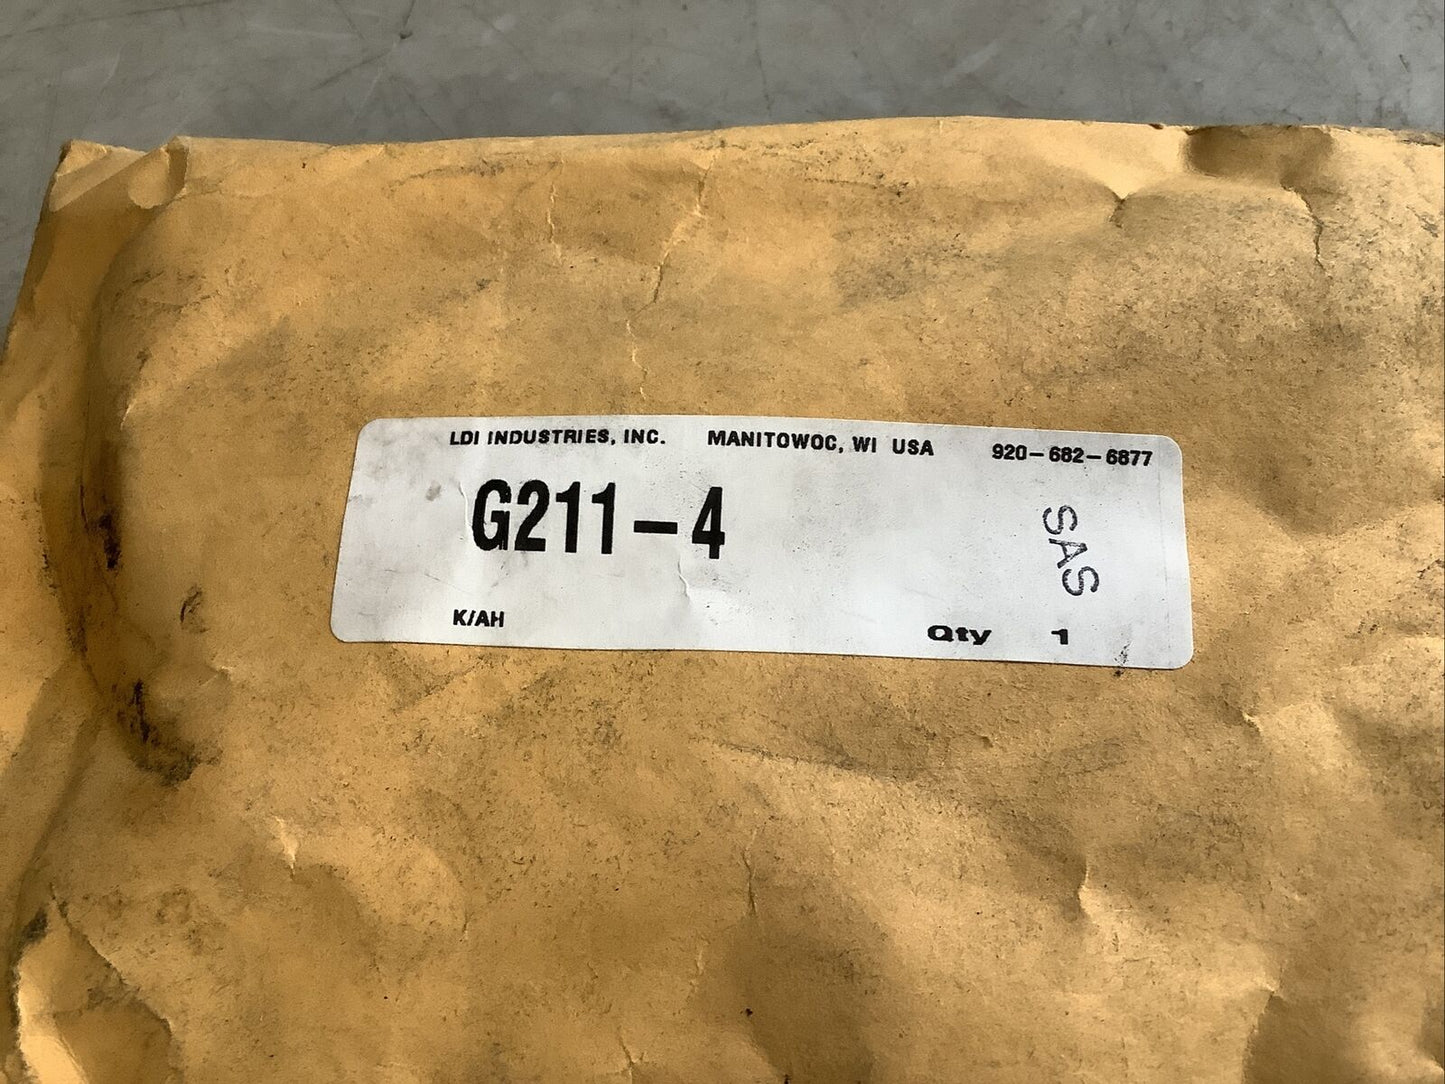 LDI INDUSTRIES, INC. MANITOWOC, WI USA 920-682-6877
G211-4
SAS
K/AH
Qty 1